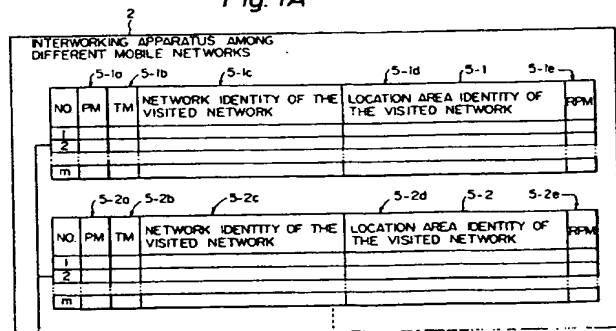 Fig. 1A
2
INTERWORKING APPARATUS AMONG
DIFFERENT MOBILE NETWORKS
5-1a 5-1b 5-1c 5-1d 5-1 5-1e
NO. PM TM NETWORK IDENTITY OF THE VISITED NETWORK LOCATION AREA IDENTITY OF THE VISITED NETWORK RPM
1
2
m
5-2a 5-2b 5-2c 5-2d 5-2 5-2e
NO. PM TM NETWORK IDENTITY OF THE VISITED NETWORK LOCATION AREA IDENTITY OF THE VISITED NETWORK RPM
1
2
m